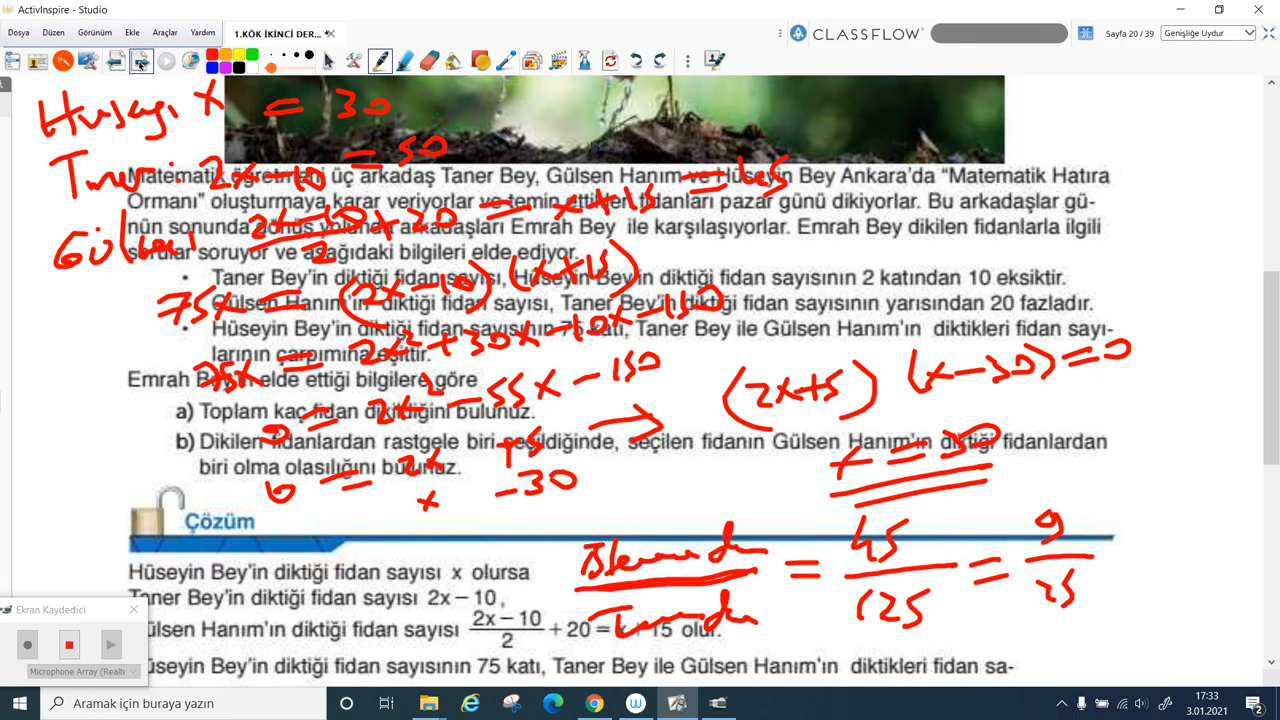 ActivInspire - Studio
Dosya Düzen Görünüm Ekle Araçlar Yardım 1.KÖK İKİNCİ DER... CLASSFLOW Sayfa 20 / 39 Genişliğe Uydur
x = 30
2x-10 = 50
Matematik öğretmeni üç arkadaş Taner Bey, Gülsen Hanım ve Hüseyin Bey Ankara'da “Matematik Hatıra
Ormanı” oluşturmaya karar veriyorlar ve temin ettikleri fidanları pazar günü dikiyorlar. Bu arkadaşlar gü-
nün sonunda dönüş yolunda arkadaşları Emrah Bey ile karşılaşıyorlar. Emrah Bey dikilen fidanlarla ilgili
sorular soruyor ve aşağıdaki bilgileri elde ediyor.
2x-10/2 + 20 = x+15 = 45
• Taner Bey'in diktiği fidan sayısı, Hüseyin Bey'in diktiği fidan sayısının 2 katından 10 eksiktir.
• Gülsen Hanım'ın diktiği fidan sayısı, Taner Bey'in diktiği fidan sayısının yarısından 20 fazladır.
• Hüseyin Bey'in diktiği fidan sayısının 75 katı, Taner Bey ile Gülsen Hanım'ın diktikleri fidan sayı-
larının çarpımına eşittir.
75x = (2x-10)(x+15)
75x = 2x²+30x-10x-150
0 = 2x²-55x-150
0 = 2x +5
x -30
→ (2x+5) (x-30)=0
x = 30
Emrah Bey'in elde ettiği bilgilere göre
a) Toplam kaç fidan dikildiğini bulunuz.
b) Dikilen fidanlardan rastgele biri seçildiğinde, seçilen fidanın Gülsen Hanım'ın diktiği fidanlardan
biri olma olasılığını bulunuz.
= 45/125 = 9/25
Çözüm
Hüseyin Bey'in diktiği fidan sayısı x olursa
Taner Bey'in diktiği fidan sayısı 2x – 10,
ülsen Hanım'ın diktiği fidan sayısı 2x – 10/2 + 20 = x + 15 olur.
üseyin Bey'in diktiği fidan sayısının 75 katı, Taner Bey ile Gülsen Hanım'ın diktikleri fidan sa-
Ekran Kaydedici
Microphone Array (Realte
Aramak için buraya yazın
17:33
3.01.2021
2